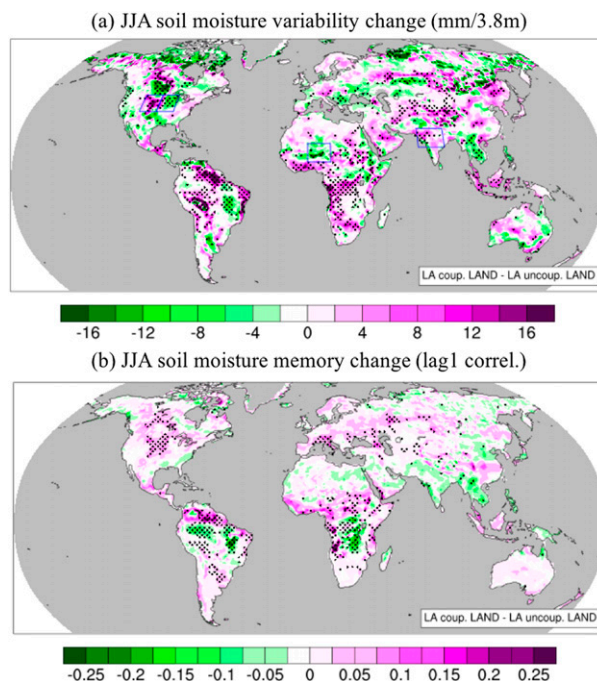 (a) JJA soil moisture variability change (mm/3.8m)
LA coup. LAND - LA uncoup. LAND
-16 -12 -8 -4 0 4 8 12 16
(b) JJA soil moisture memory change (lag1 correl.)
LA coup. LAND - LA uncoup. LAND
-0.25 -0.2 -0.15 -0.1 -0.05 0 0.05 0.1 0.15 0.2 0.25